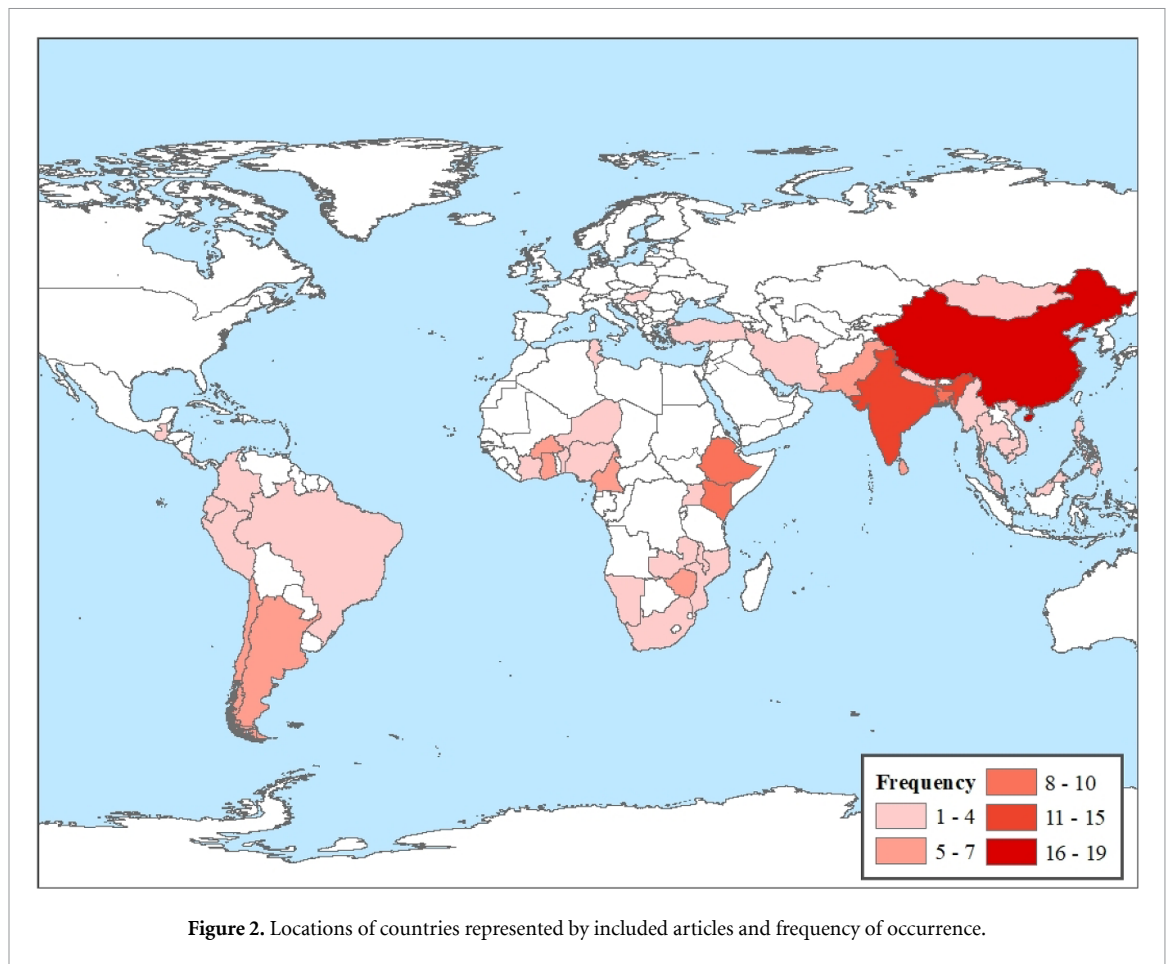 Frequency
1 - 4
5 - 7
8 - 10
11 - 15
16 - 19
Figure 2. Locations of countries represented by included articles and frequency of occurrence.